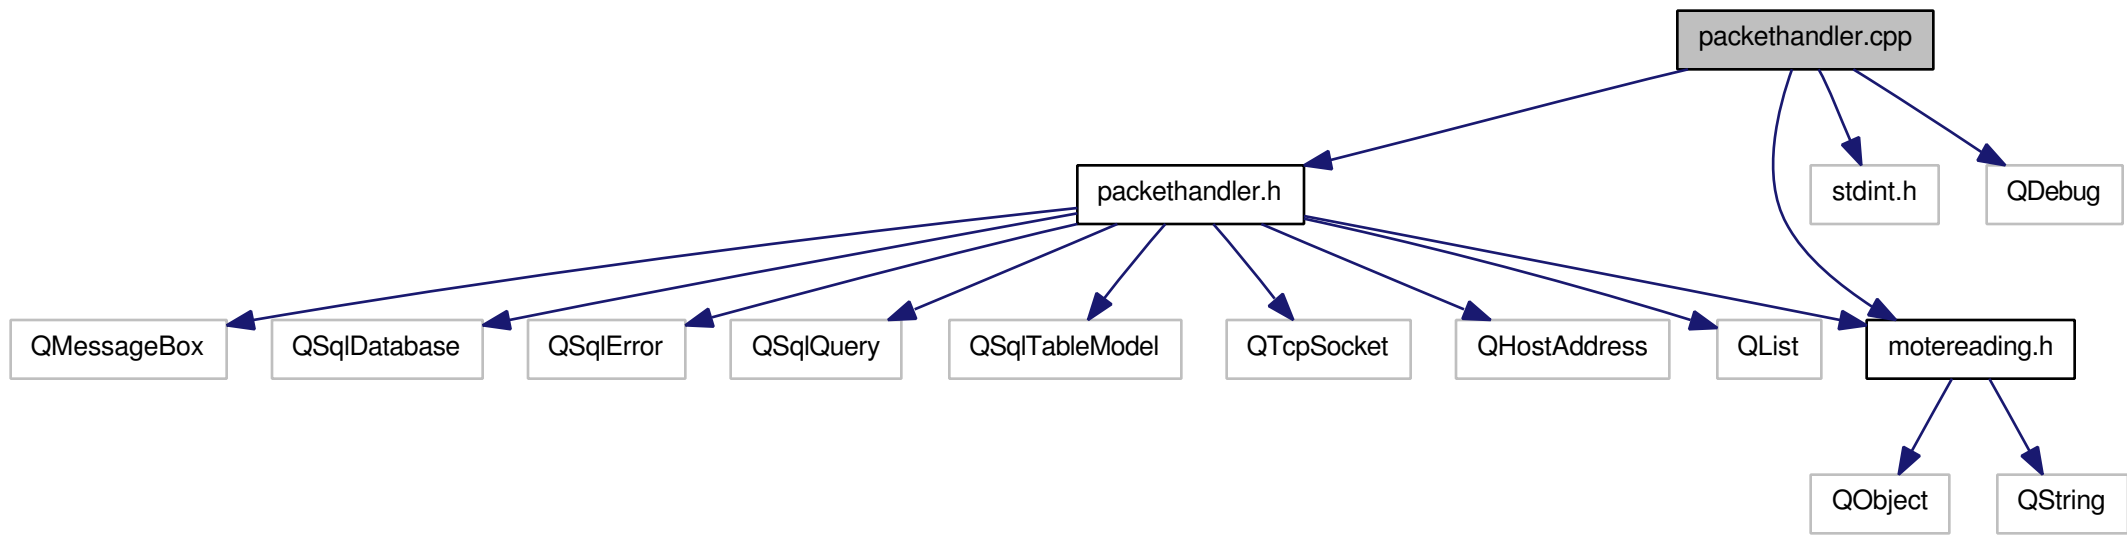 packethandler.cpp
packethandler.h
stdint.h
QDebug
QMessageBox
QSqlDatabase
QSqlError
QSqlQuery
QSqlTableModel
QTcpSocket
QHostAddress
QList
motereading.h
QObject
QString